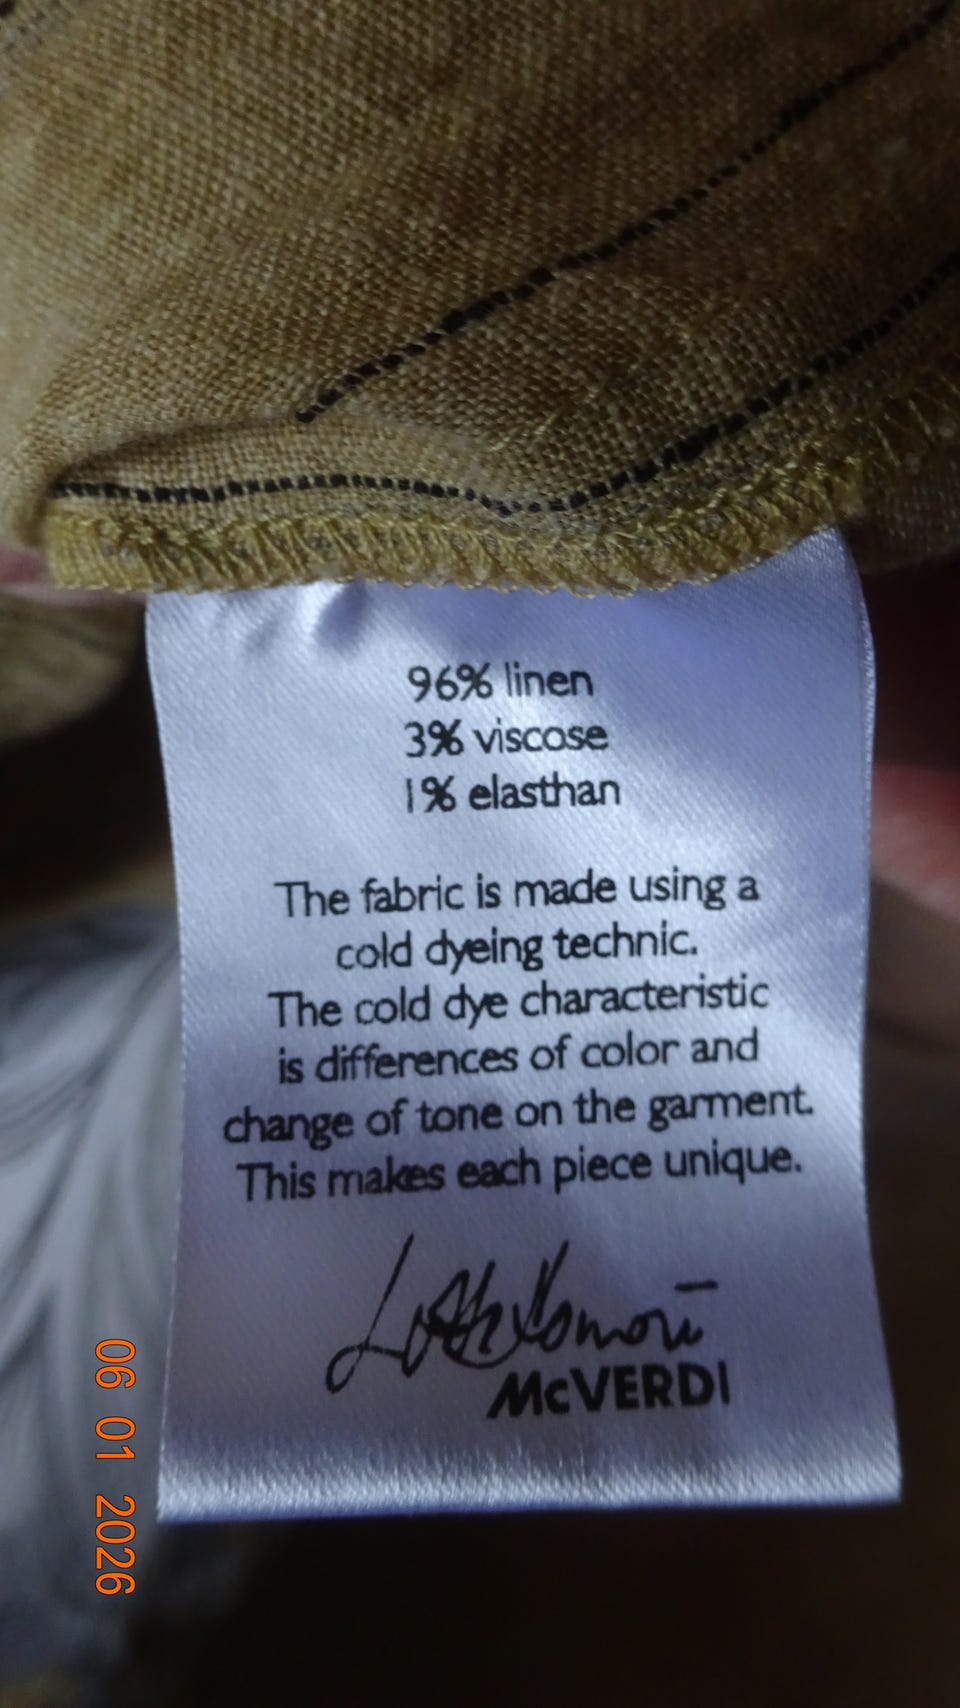 96% linen
3% viscose
1% elasthan
The fabric is made using a
cold dyeing technic.
The cold dye characteristic
is differences of color and
change of tone on the garment.
This makes each piece unique.
McVERDI
06 01 2026